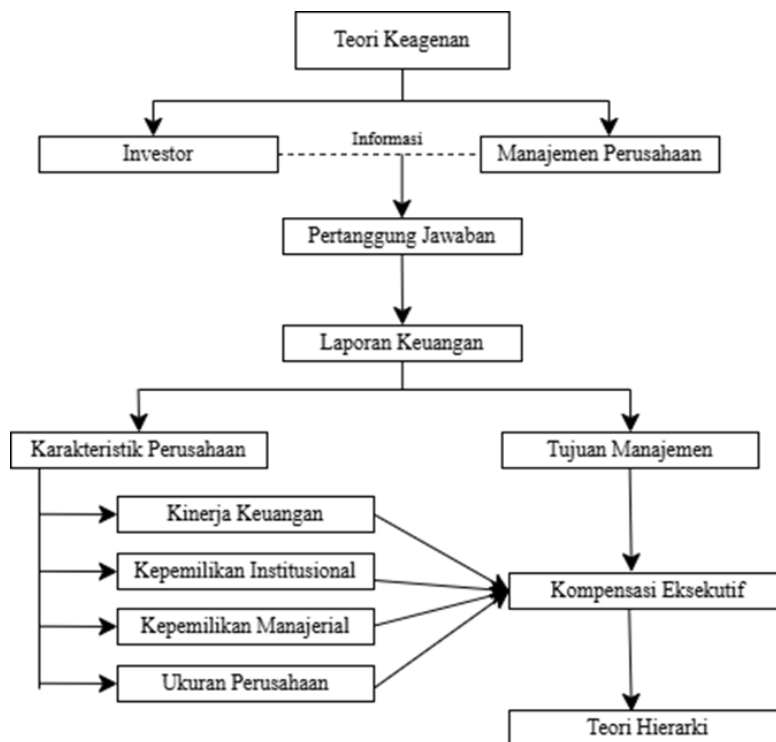 Teori Keagenan
Informasi
Investor
Manajemen Perusahaan
Pertanggung Jawaban
Laporan Keuangan
Karakteristik Perusahaan
Tujuan Manajemen
Kinerja Keuangan
Kepemilikan Institusional
Kompensasi Eksekutif
Kepemilikan Manajerial
Ukuran Perusahaan
Teori Hierarki